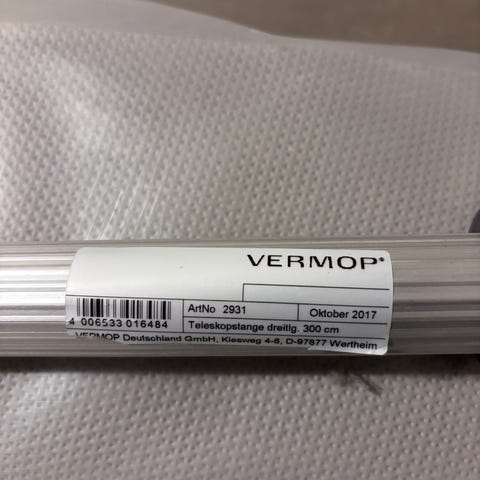 VERMOP®
ArtNo 2931
Oktober 2017
4 006533 016484
Teleskopstange dreitlg. 300 cm
VERMOP Deutschland GmbH, Kiesweg 4-6, D-97877 Wertheim